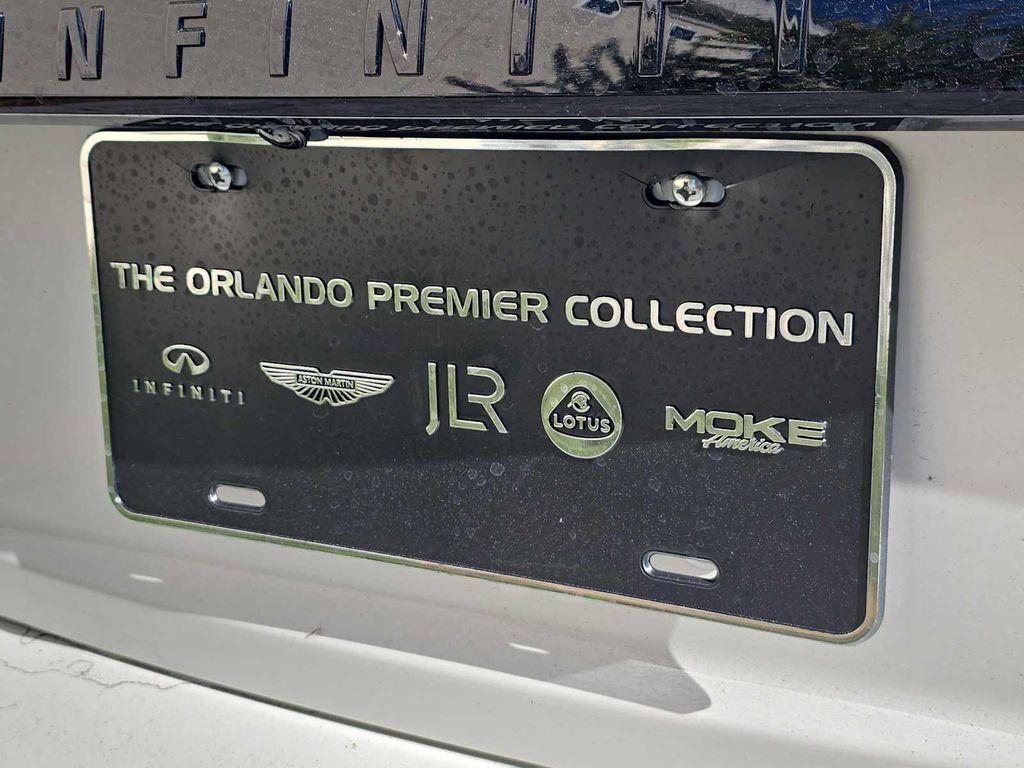 INFINITI
THE ORLANDO PREMIER COLLECTION
INFINITI
ASTON MARTIN
JLR
LOTUS
MOKE
America